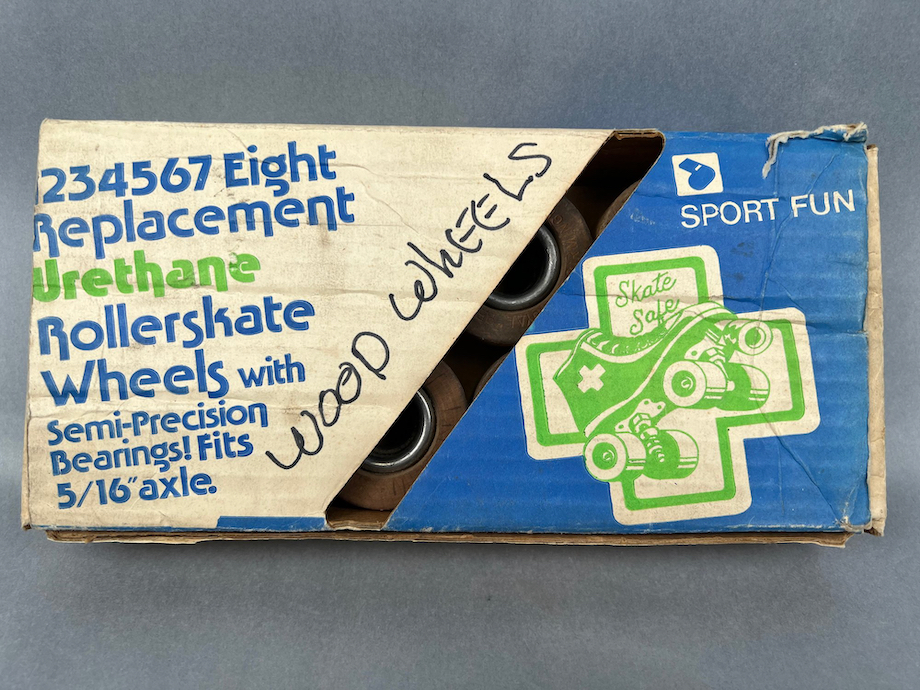 1234567 Eight
Replacement
Urethane
Rollerskate
Wheels with
Semi-Precision
Bearings! Fits
5/16" axle.
WOOD WHEELS
SPORT FUN
Skate
Safe